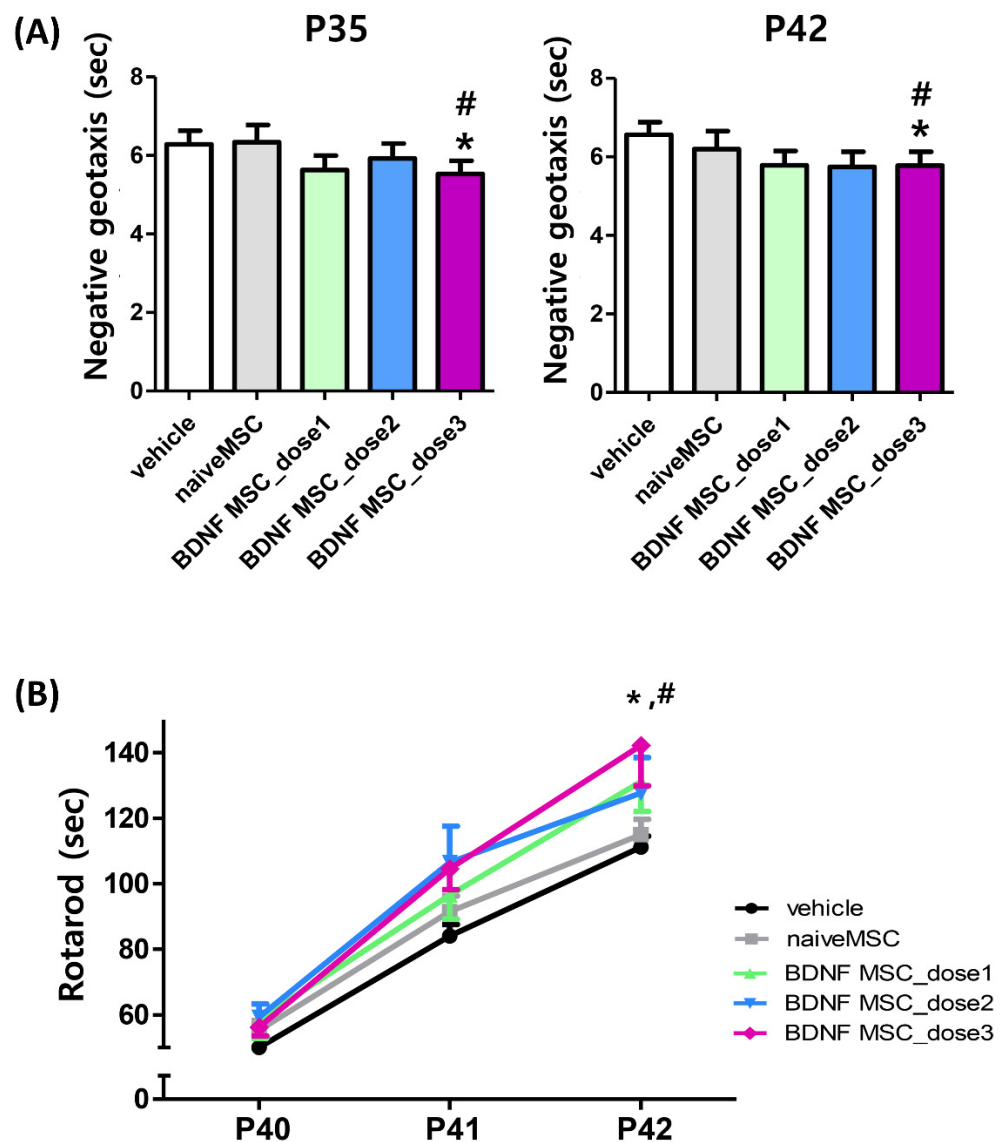 (A)
P35
Negative geotaxis (sec)
8
6
4
2
0
#
*
vehicle
naiveMSC
BDNF MSC_dose1
BDNF MSC_dose2
BDNF MSC_dose3
P42
Negative geotaxis (sec)
8
6
4
2
0
#
*
vehicle
naiveMSC
BDNF MSC_dose1
BDNF MSC_dose2
BDNF MSC_dose3
(B)
Rotarod (sec)
140
120
100
80
60
0
* ,#
P40
P41
P42
vehicle
naiveMSC
BDNF MSC_dose1
BDNF MSC_dose2
BDNF MSC_dose3